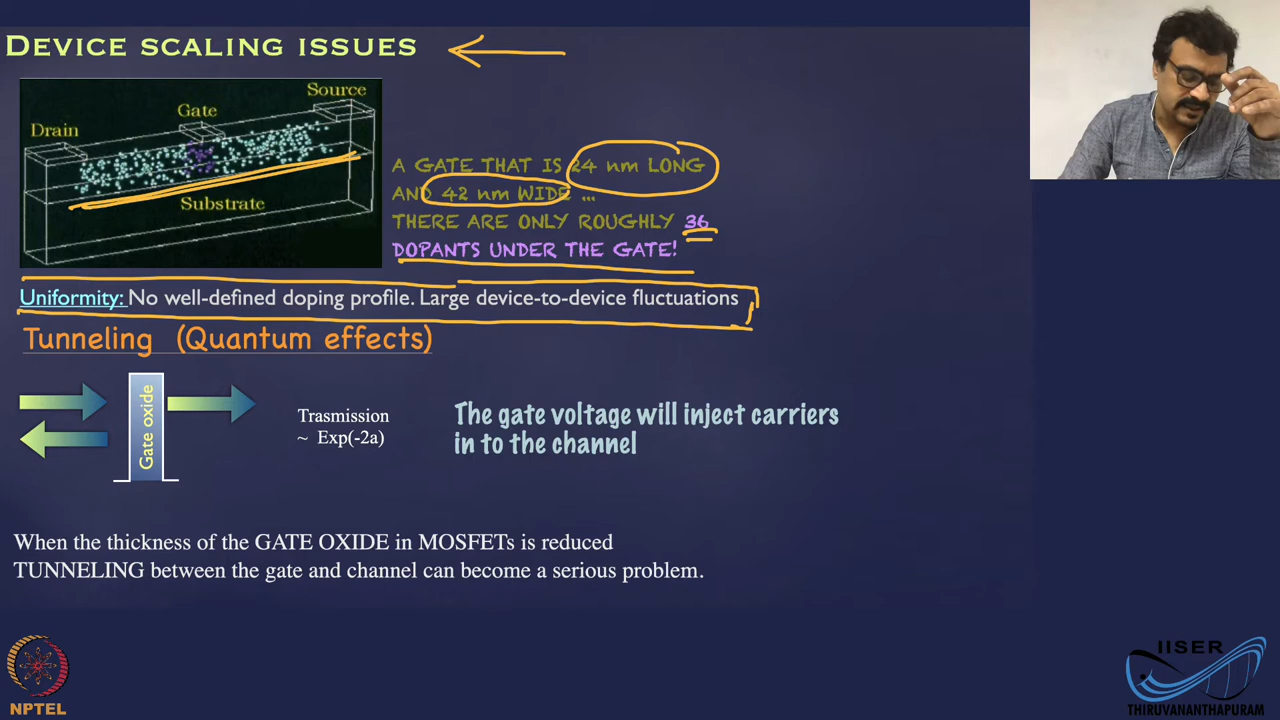 DEVICE SCALING ISSUES
Source
Gate
Drain
Substrate
A GATE THAT IS 24 nm LONG
AND 42 nm WIDE ...
THERE ARE ONLY ROUGHLY 36
DOPANTS UNDER THE GATE!
Uniformity: No well-defined doping profile. Large device-to-device fluctuations
Tunneling (Quantum effects)
Gate oxide
Trasmission
~ Exp(-2a)
The gate voltage will inject carriers
in to the channel
When the thickness of the GATE OXIDE in MOSFETs is reduced
TUNNELING between the gate and channel can become a serious problem.
NPTEL
IISER
THIRUVANANTHAPURAM